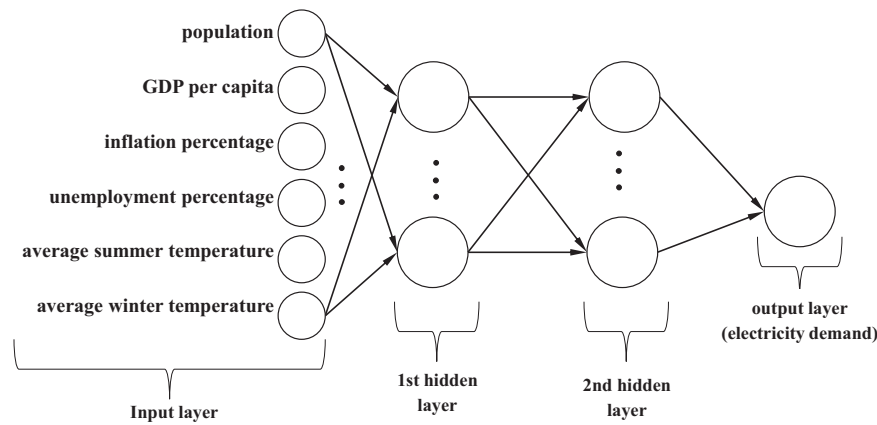 population
GDP per capita
inflation percentage
unemployment percentage
average summer temperature
average winter temperature
Input layer
1st hidden
layer
2nd hidden
layer
output layer
(electricity demand)